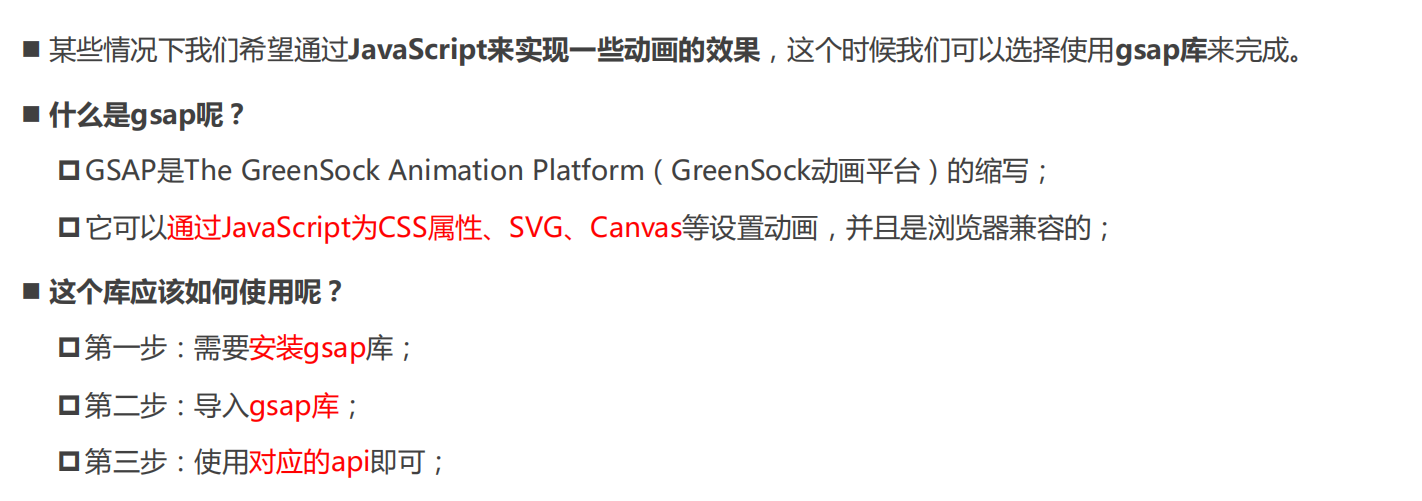 ■ 某些情况下我们希望通过JavaScript来实现一些动画的效果，这个时候我们可以选择使用gsap库来完成。
■ 什么是gsap呢？
GSAP是The GreenSock Animation Platform（GreenSock动画平台）的缩写；
它可以通过JavaScript为CSS属性、SVG、Canvas等设置动画，并且是浏览器兼容的；
■ 这个库应该如何使用呢？
第一步：需要安装gsap库；
第二步：导入gsap库；
第三步：使用对应的api即可；